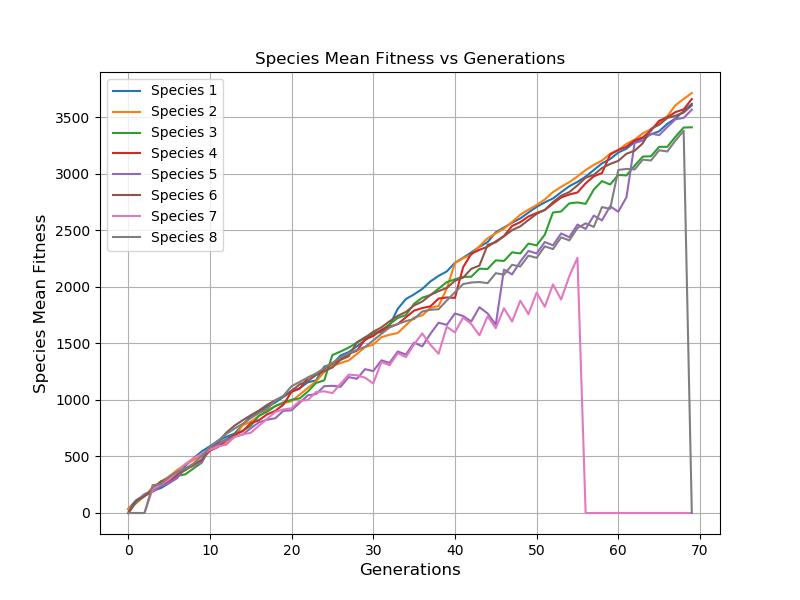 Species Mean Fitness vs Generations
Species 1
Species 2
Species 3
Species 4
Species 5
Species 6
Species 7
Species 8
Species Mean Fitness
3500
3000
2500
2000
1500
1000
500
0
0 10 20 30 40 50 60 70
Generations